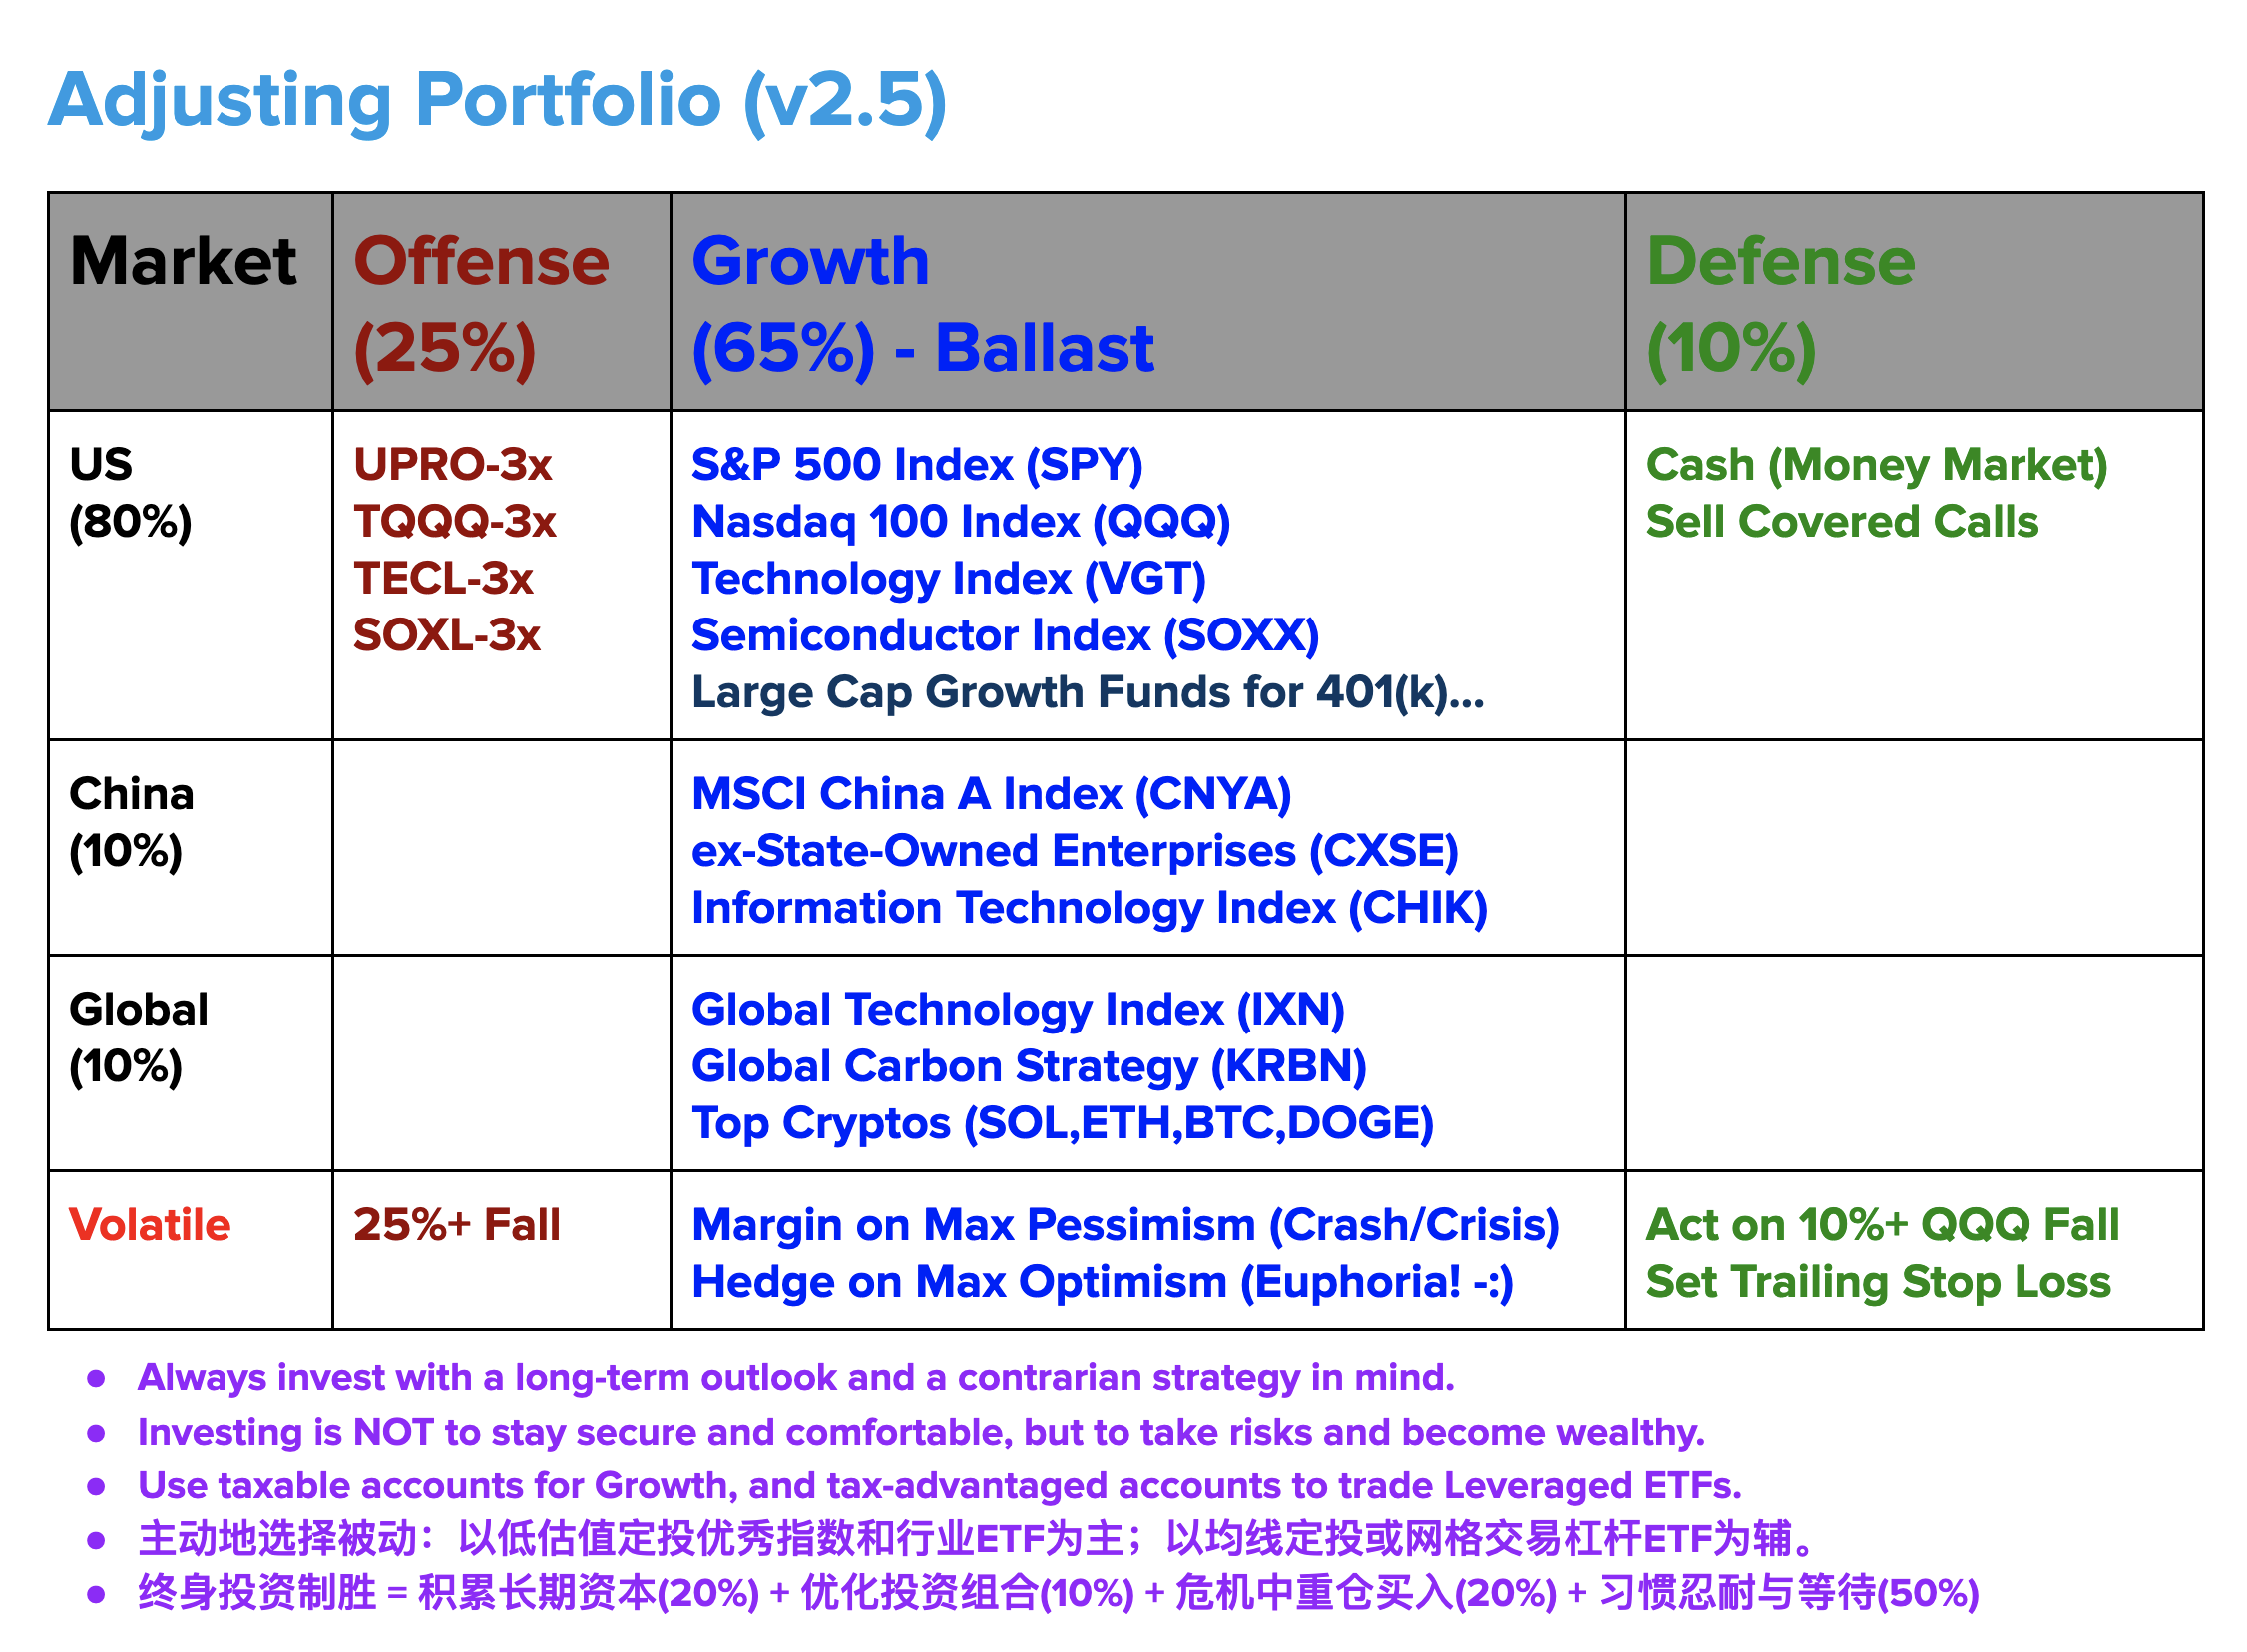 Adjusting Portfolio (v2.5)
Market
Offense
(25%)
Growth
(65%) - Ballast
Defense
(10%)
US
(80%)
UPRO-3x
TQQQ-3x
TECL-3x
SOXL-3x
S&P 500 Index (SPY)
Nasdaq 100 Index (QQQ)
Technology Index (VGT)
Semiconductor Index (SOXX)
Large Cap Growth Funds for 401(k)...
Cash (Money Market)
Sell Covered Calls
China
(10%)
MSCI China A Index (CNYA)
ex-State-Owned Enterprises (CXSE)
Information Technology Index (CHIK)
Global
(10%)
Global Technology Index (IXN)
Global Carbon Strategy (KRBN)
Top Cryptos (SOL,ETH,BTC,DOGE)
Volatile
25%+ Fall
Margin on Max Pessimism (Crash/Crisis)
Hedge on Max Optimism (Euphoria! -:)
Act on 10%+ QQQ Fall
Set Trailing Stop Loss
● Always invest with a long-term outlook and a contrarian strategy in mind.
● Investing is NOT to stay secure and comfortable, but to take risks and become wealthy.
● Use taxable accounts for Growth, and tax-advantaged accounts to trade Leveraged ETFs.
● 主动地选择被动：以低估值定投优秀指数和行业ETF为主；以均线定投或网格交易杠杆ETF为辅。
● 终身投资制胜 = 积累长期资本(20%) + 优化投资组合(10%) + 危机中重仓买入(20%) + 习惯忍耐与等待(50%)